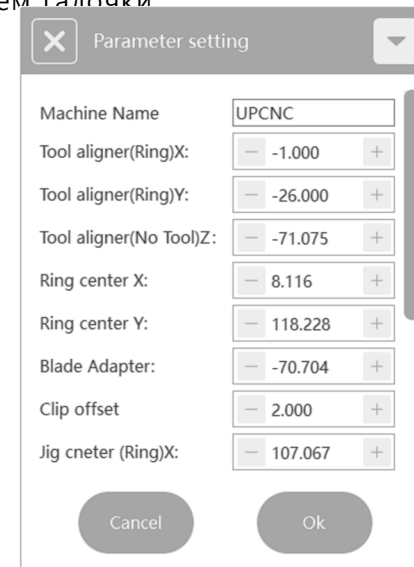 Parameter setting
Machine Name UPCNC
Tool aligner(Ring)X: -1.000
Tool aligner(Ring)Y: -26.000
Tool aligner(No Tool)Z: -71.075
Ring center X: 8.116
Ring center Y: 118.228
Blade Adapter: -70.704
Clip offset 2.000
Jig cneter (Ring)X: 107.067
Cancel Ok